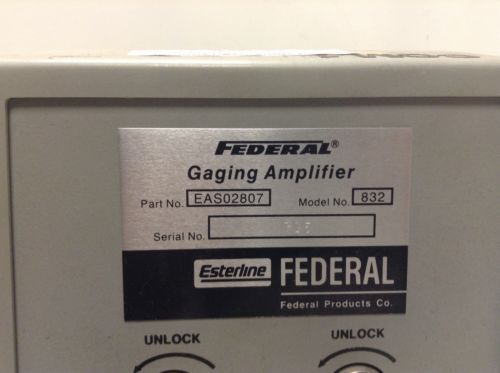 FEDERAL®
Gaging Amplifier
Part No. EAS02807 Model No. 832
Serial No.
Esterline FEDERAL
Federal Products Co.
UNLOCK UNLOCK